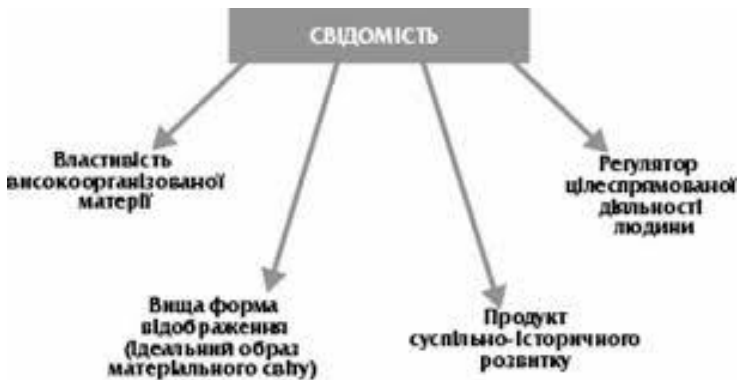 СВІДОМІСТЬ
Властивість
високоорганізованої
матерії
Регулятор
цілеспрямованої
діяльності
людини
Вища форма
відображення
(ідеальний образ
матеріального світу)
Продукт
суспільно-історичного
розвитку